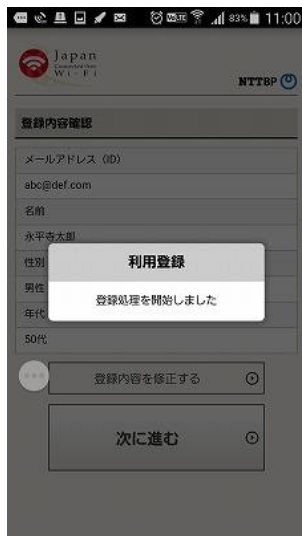 83% 11:00
Japan
Connected-free
Wi-Fi
NTTBP
登録内容確認
メールアドレス (ID)
abc@def.com
名前
永平寺太郎
性別
利用登録
男性
登録処理を開始しました
年代
50代
登録内容を修正する
次に進む